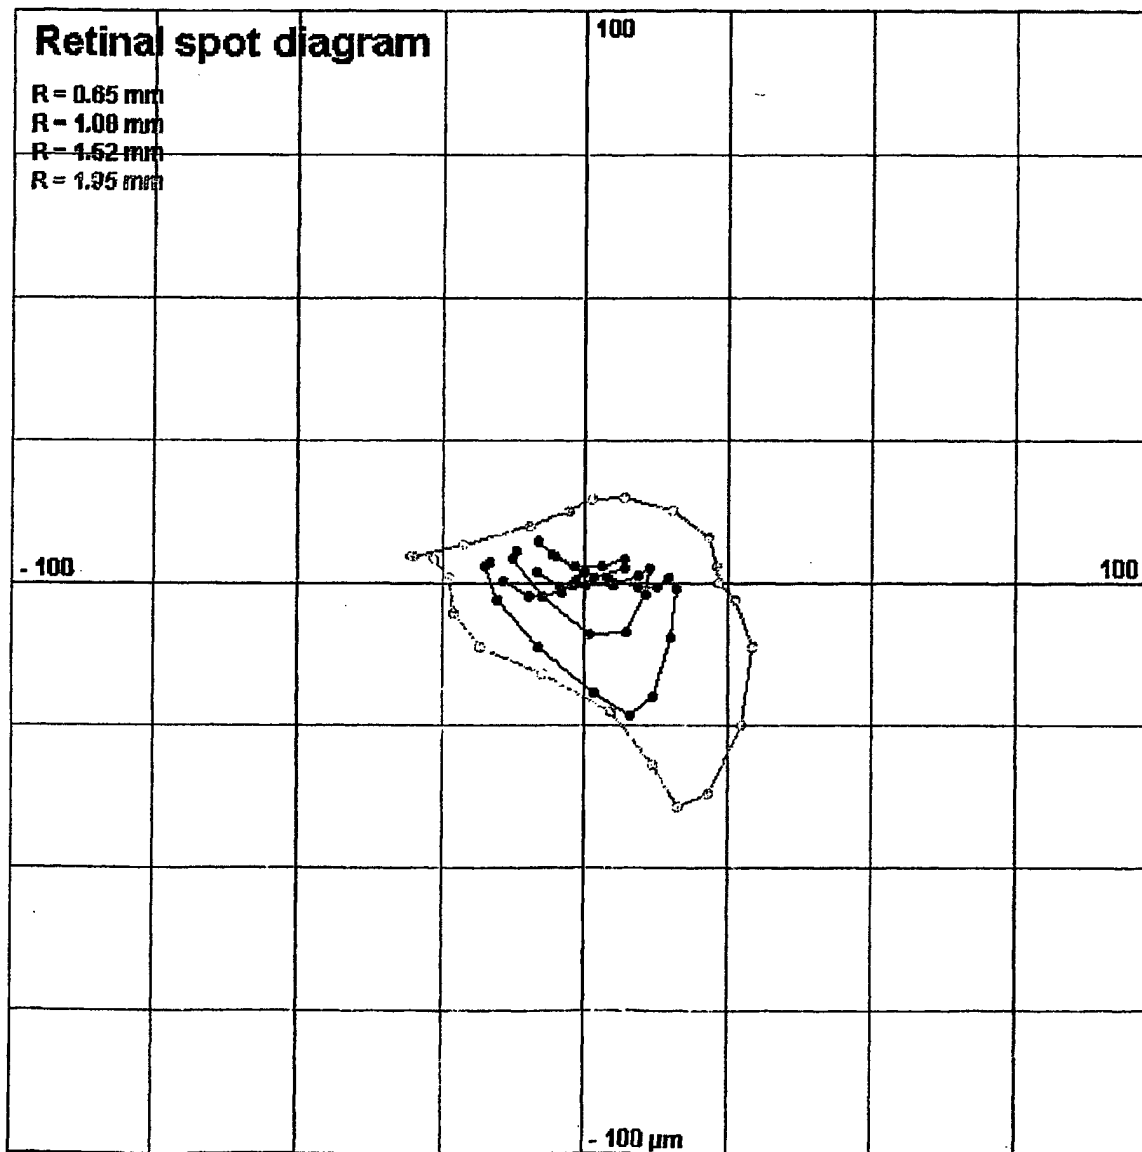 Retinal spot diagram
100
R = 0.65 mm
R = 1.08 mm
R = 1.52 mm
R = 1.95 mm
- 100
100
- 100 µm